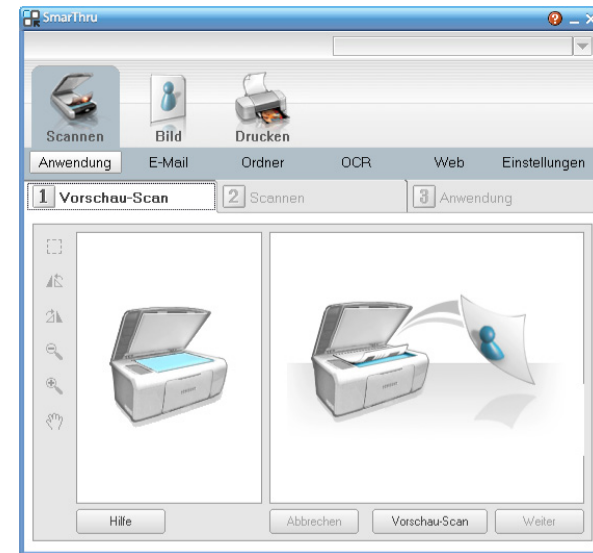 SmarThru
Scannen Bild Drucken
Anwendung E-Mail Ordner OCR Web Einstellungen
1 Vorschau-Scan 2 Scannen 3 Anwendung
Hilfe Abbrechen Vorschau-Scan Weiter